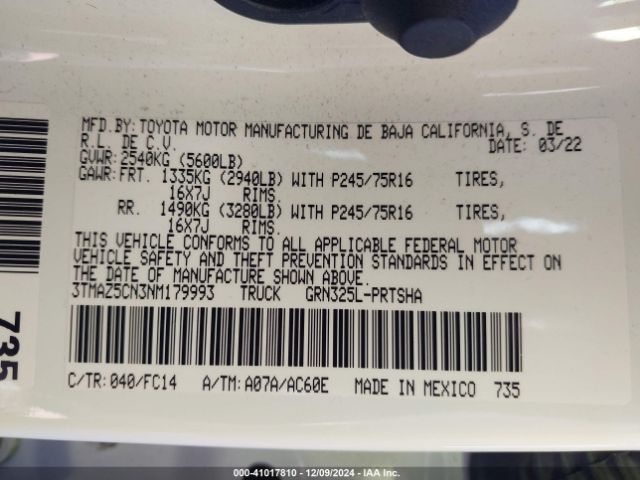 MFD.BY:TOYOTA MOTOR MANUFACTURING DE BAJA CALIFORNIA, S. DE
R.L. DE C.V. DATE: 03/22
GVWR:2540KG (5600LB)
GAWR:FRT. 1335KG (2940LB) WITH P245/75R16 TIRES,
16X7J RIMS.
RR. 1490KG (3280LB) WITH P245/75R16 TIRES,
16X7J RIMS.
THIS VEHICLE CONFORMS TO ALL APPLICABLE FEDERAL MOTOR
VEHICLE SAFETY AND THEFT PREVENTION STANDARDS IN EFFECT ON
THE DATE OF MANUFACTURE SHOWN ABOVE.
3TMAZ5CN3NM179993 TRUCK GRN325L-PRTSHA
C/TR:040/FC14 A/TM:A07A/AC60E MADE IN MEXICO 735
735
000-41017810 - 12/09/2024 - IAA Inc.